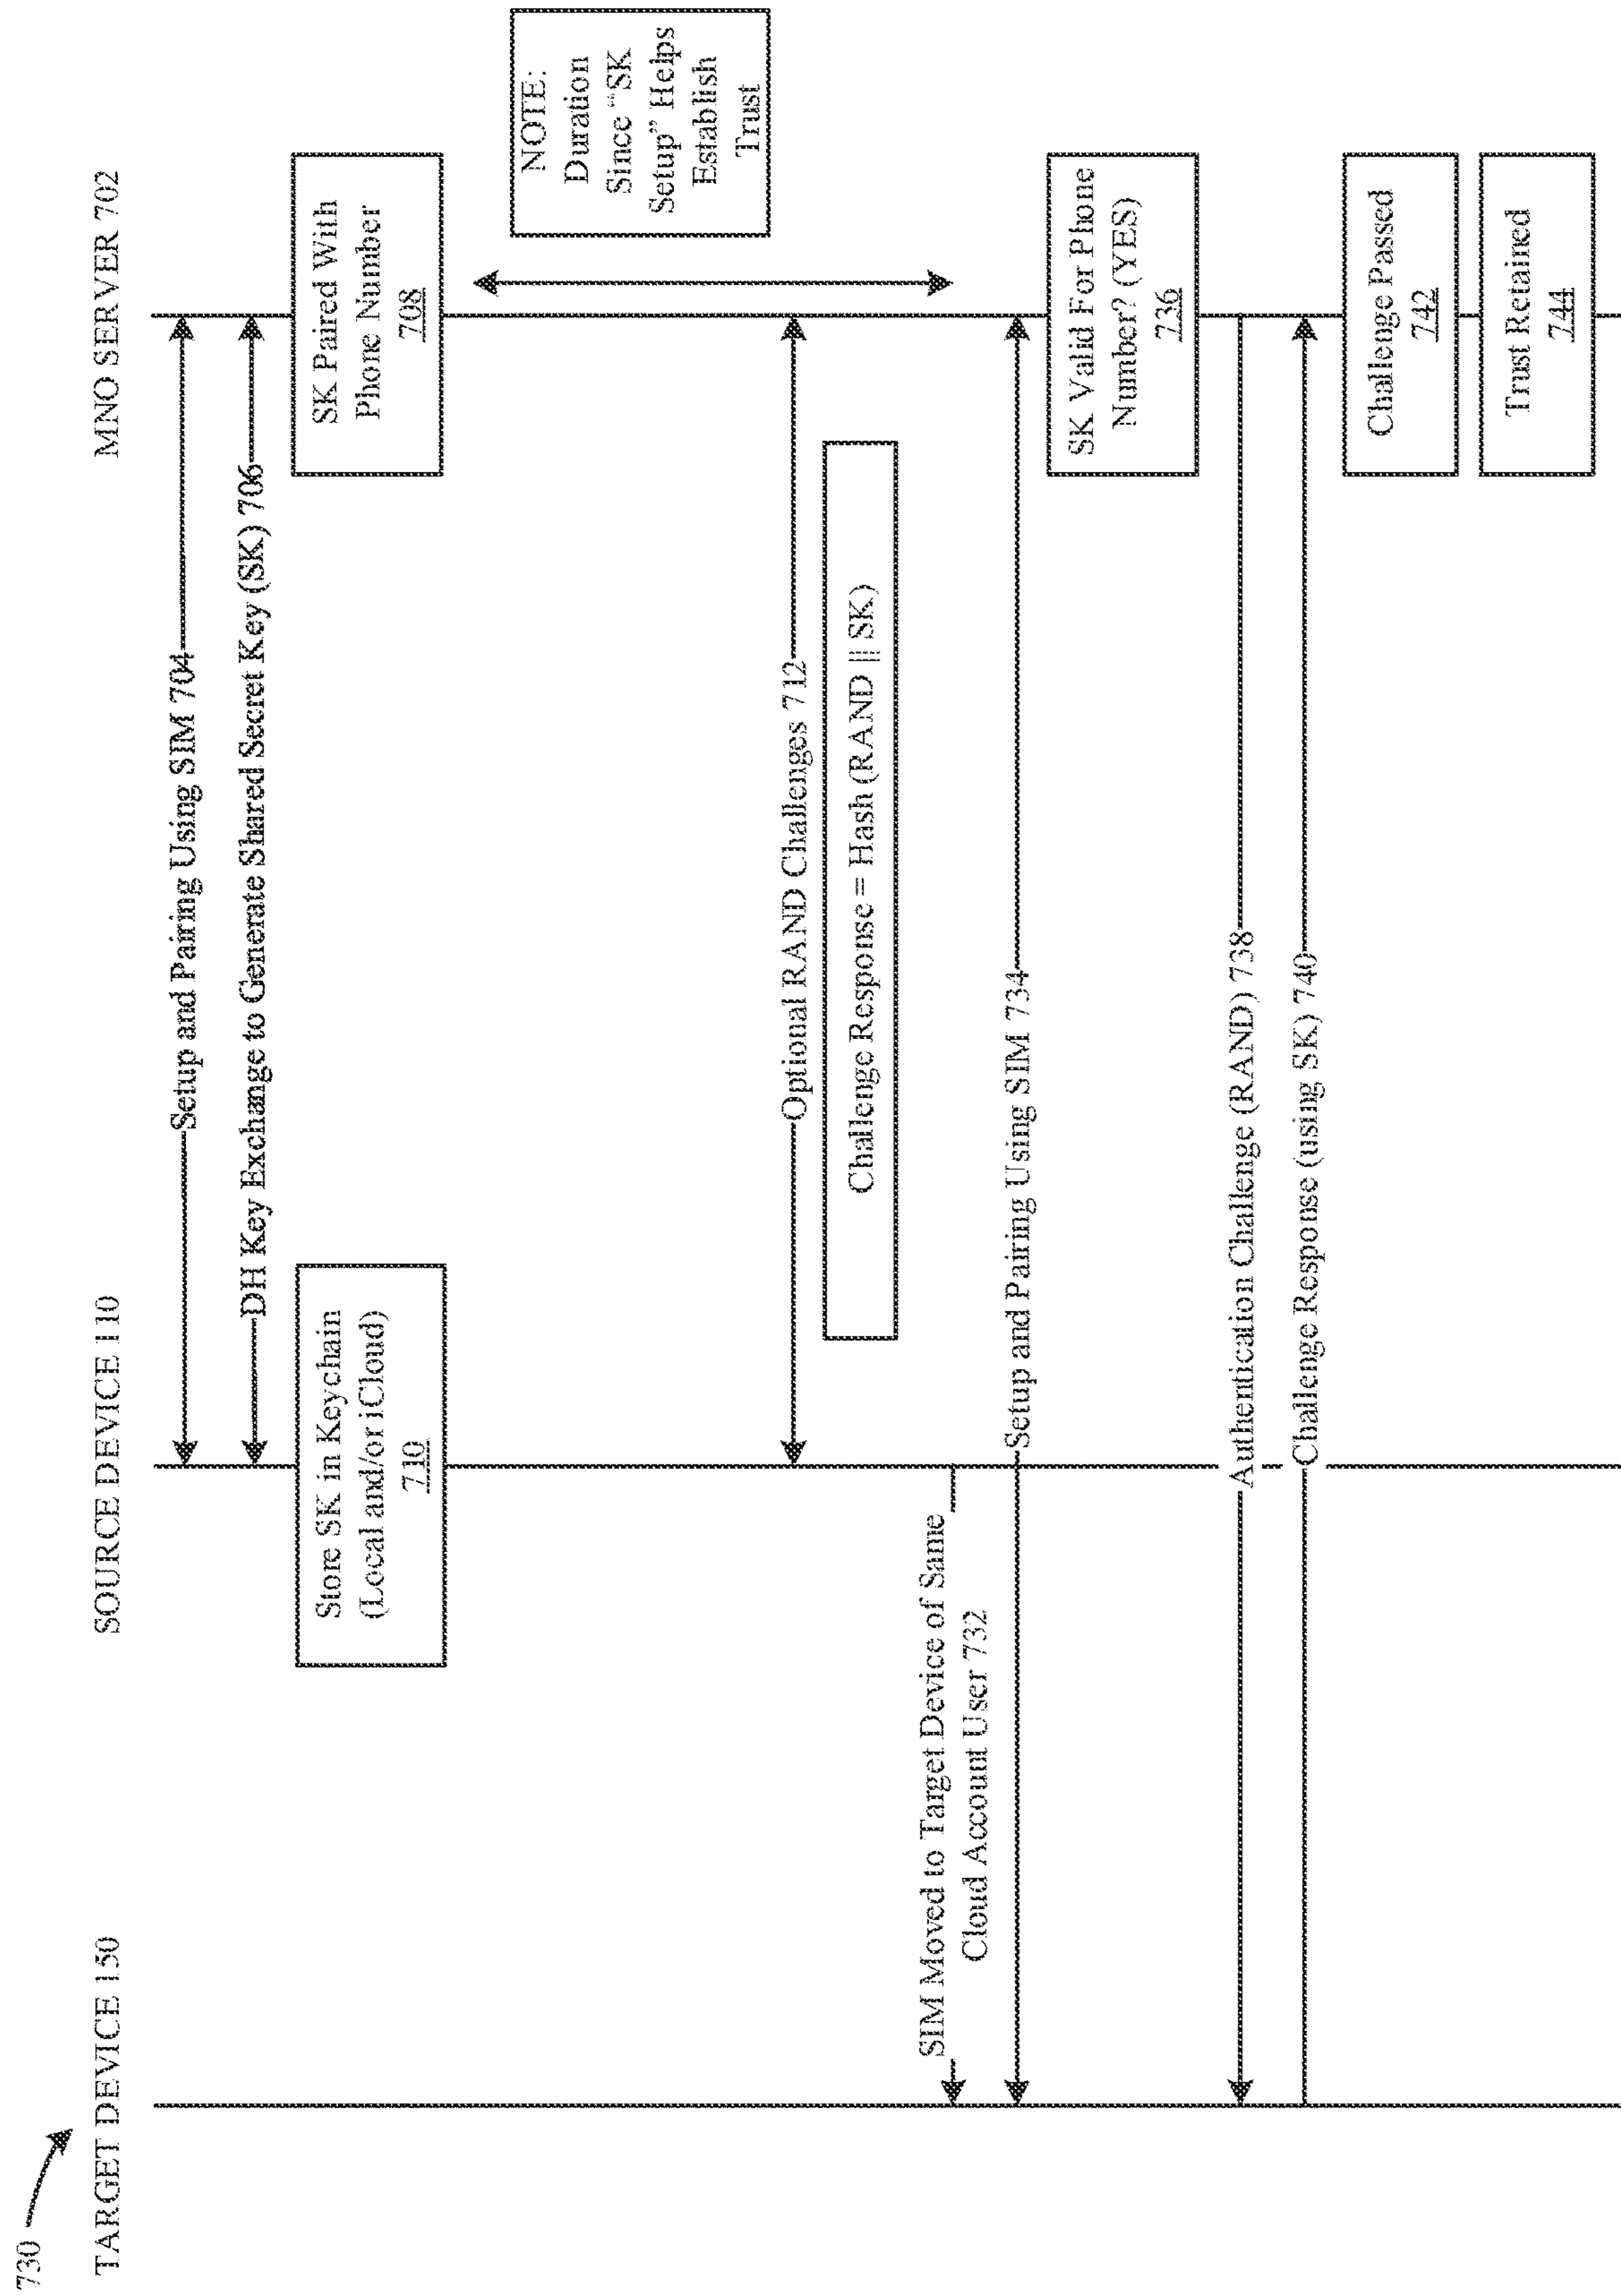 730
TARGET DEVICE 150
SOURCE DEVICE 110
MNO SERVER 702
Setup and Pairing Using SIM 704
DH Key Exchange to Generate Shared Secret Key (SK) 706
Store SK in Keychain
(Local and/or iCloud)
710
SK Paired With
Phone Number
708
NOTE:
Duration
Since "SK
Setup" Helps
Establish
Trust
Optional RAND Challenges 712
Challenge Response = Hash (RAND || SK)
SIM Moved to Target Device of Same
Cloud Account User 732
Setup and Pairing Using SIM 734
SK Valid For Phone
Number? (YES)
736
Authentication Challenge (RAND) 738
Challenge Response (using SK) 740
Challenge Passed
742
Trust Retained
744